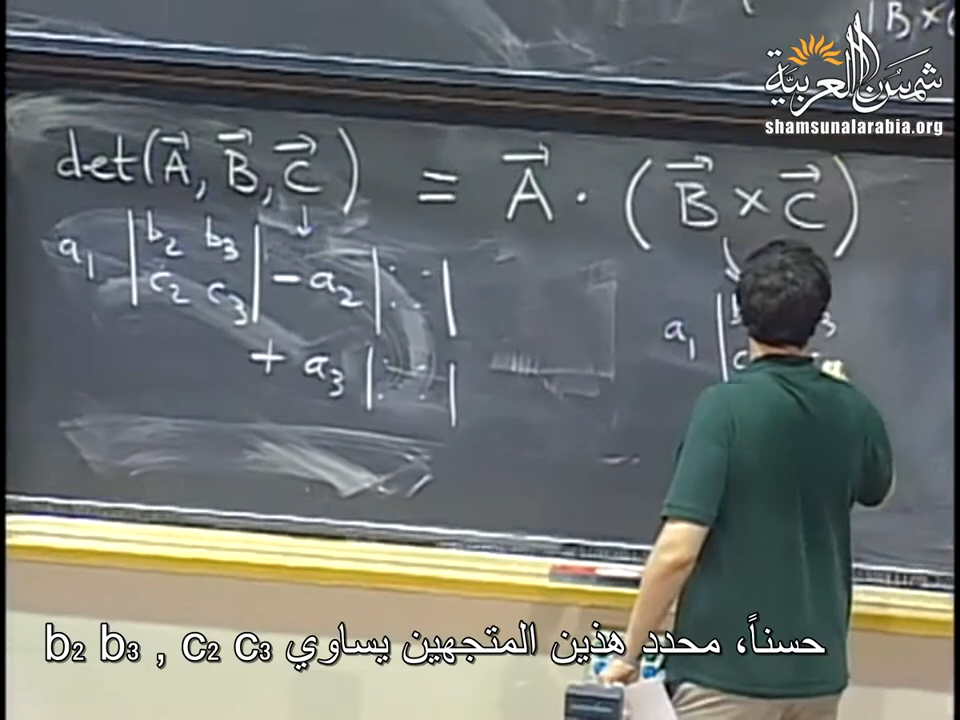 |B×C
شمس العربية
shamsunalarabia.org
det(A⃗, B⃗, C⃗) = A⃗ · (B⃗ × C⃗)
a₁ |b₂ b₃| - a₂ |. .|
|c₂ c₃| |. .|
+ a₃ |. .|
a₁ |b 3
|c
حسناً، محدد هذين المتجهين يساوي b₂ b₃ , c₂ c₃